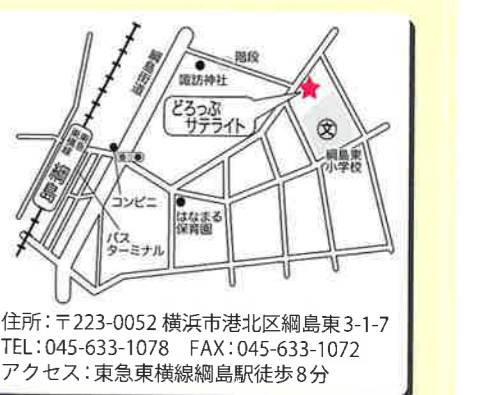 階段
綱島街道
諏訪神社
どろっぷ
サテライト
文
東急
東横線
綱島
綱島東
小学校
コンビニ
はなまる
保育園
バス
ターミナル
住所：〒223-0052 横浜市港北区綱島東3-1-7
TEL：045-633-1078　FAX：045-633-1072
アクセス：東急東横線綱島駅徒歩8分